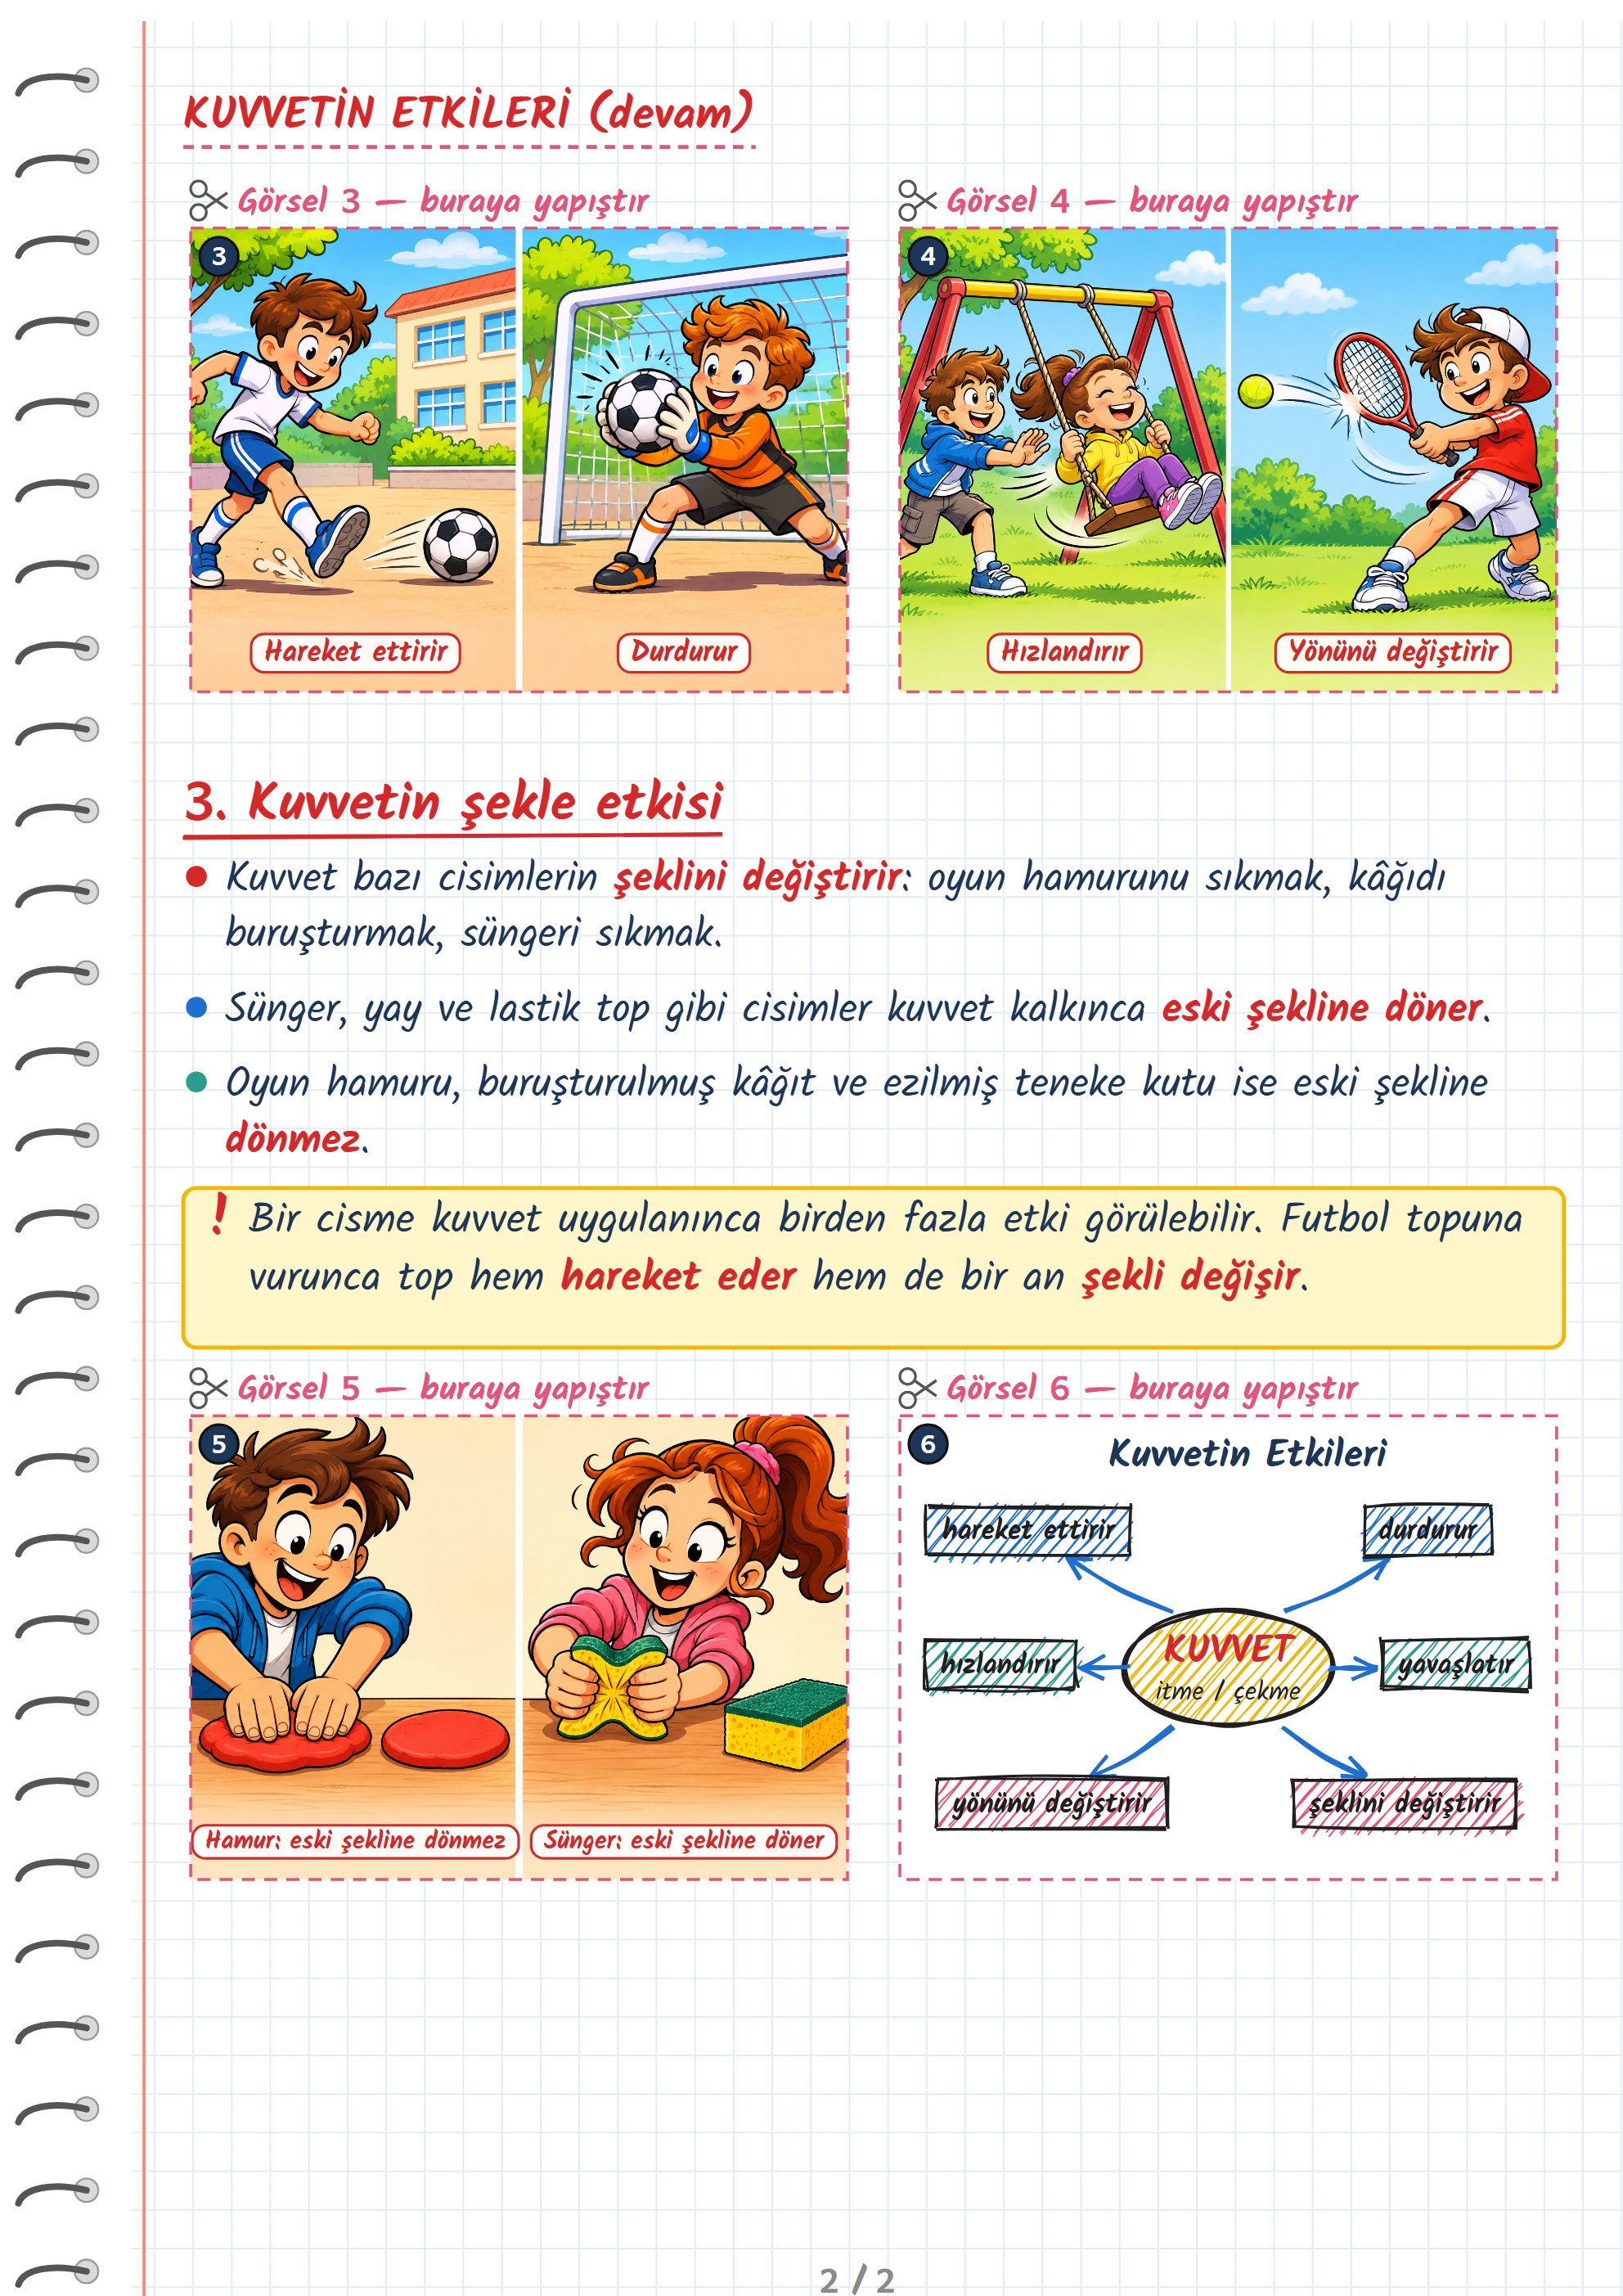 KUVVETİN ETKİLERİ (devam)
Görsel 3 — buraya yapıştır
3
Hareket ettirir
Durdurur
Görsel 4 — buraya yapıştır
4
Hızlandırır
Yönünü değiştirir
3. Kuvvetin şekle etkisi
Kuvvet bazı cisimlerin şeklini değiştirir: oyun hamurunu sıkmak, kâğıdı
buruşturmak, süngeri sıkmak.
Sünger, yay ve lastik top gibi cisimler kuvvet kalkınca eski şekline döner.
Oyun hamuru, buruşturulmuş kâğıt ve ezilmiş teneke kutu ise eski şekline
dönmez.
! Bir cisme kuvvet uygulanınca birden fazla etki görülebilir. Futbol topuna
vurunca top hem hareket eder hem de bir an şekli değişir.
Görsel 5 — buraya yapıştır
5
Hamur: eski şekline dönmez
Sünger: eski şekline döner
Görsel 6 — buraya yapıştır
6
Kuvvetin Etkileri
hareket ettirir
durdurur
KUVVET
itme / çekme
hızlandırır
yavaşlatır
yönünü değiştirir
şeklini değiştirir
2 / 2